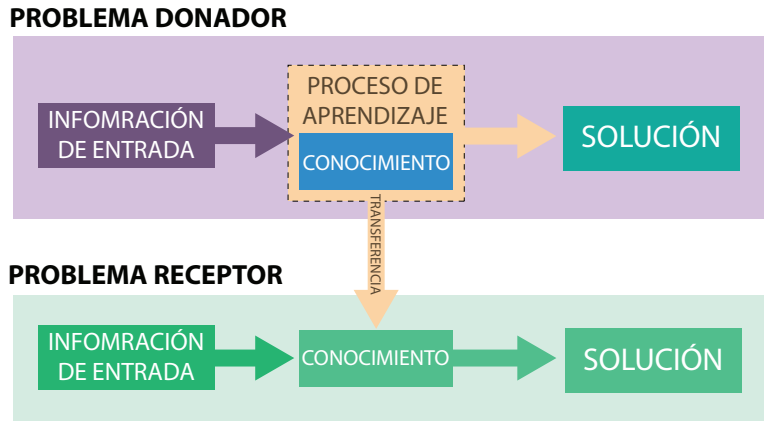 PROBLEMA DONADOR
INFOMRACIÓN
DE ENTRADA
PROCESO DE
APRENDIZAJE
CONOCIMIENTO
SOLUCIÓN
TRANSFERENCIA
PROBLEMA RECEPTOR
INFOMRACIÓN
DE ENTRADA
CONOCIMIENTO
SOLUCIÓN